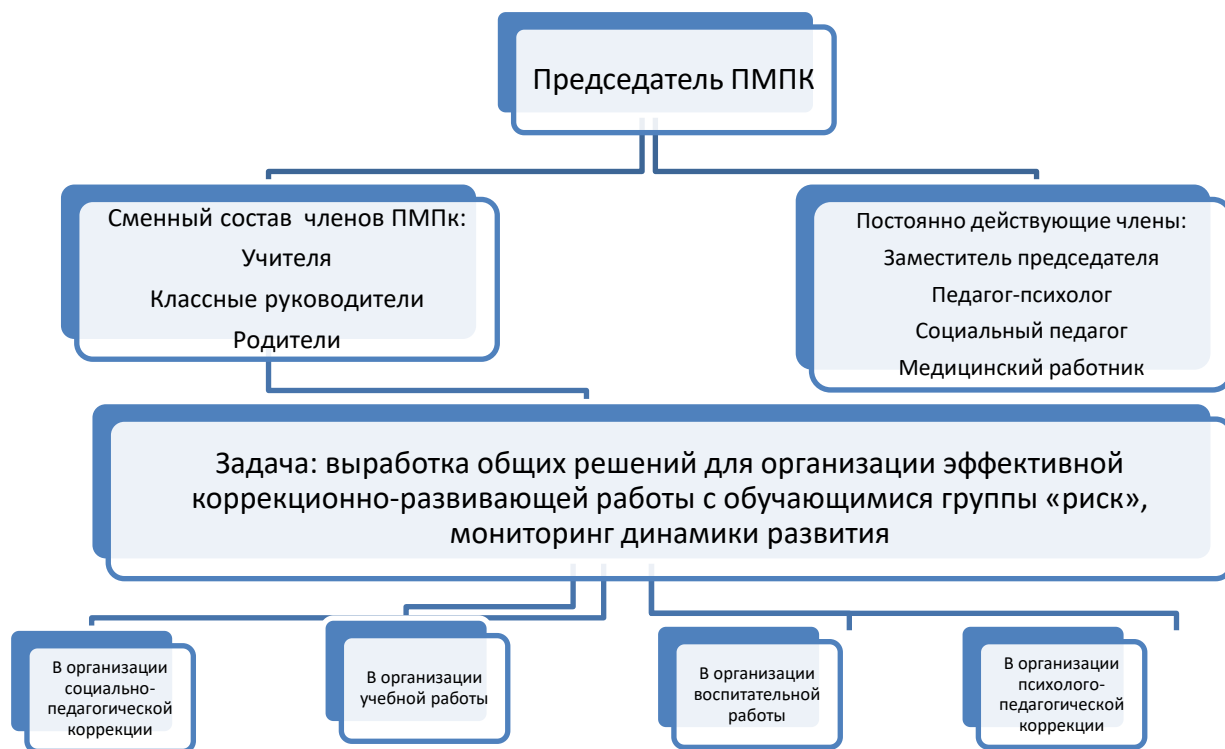 Председатель ПМПК
Сменный состав членов ПМПк:
Учителя
Классные руководители
Родители
Постоянно действующие члены:
Заместитель председателя
Педагог-психолог
Социальный педагог
Медицинский работник
Задача: выработка общих решений для организации эффективной
коррекционно-развивающей работы с обучающимися группы «риск»,
мониторинг динамики развития
В организации
социально-
педагогической
коррекции
В организации
учебной работы
В организации
воспитательной
работы
В организации
психолого-
педагогической
коррекции